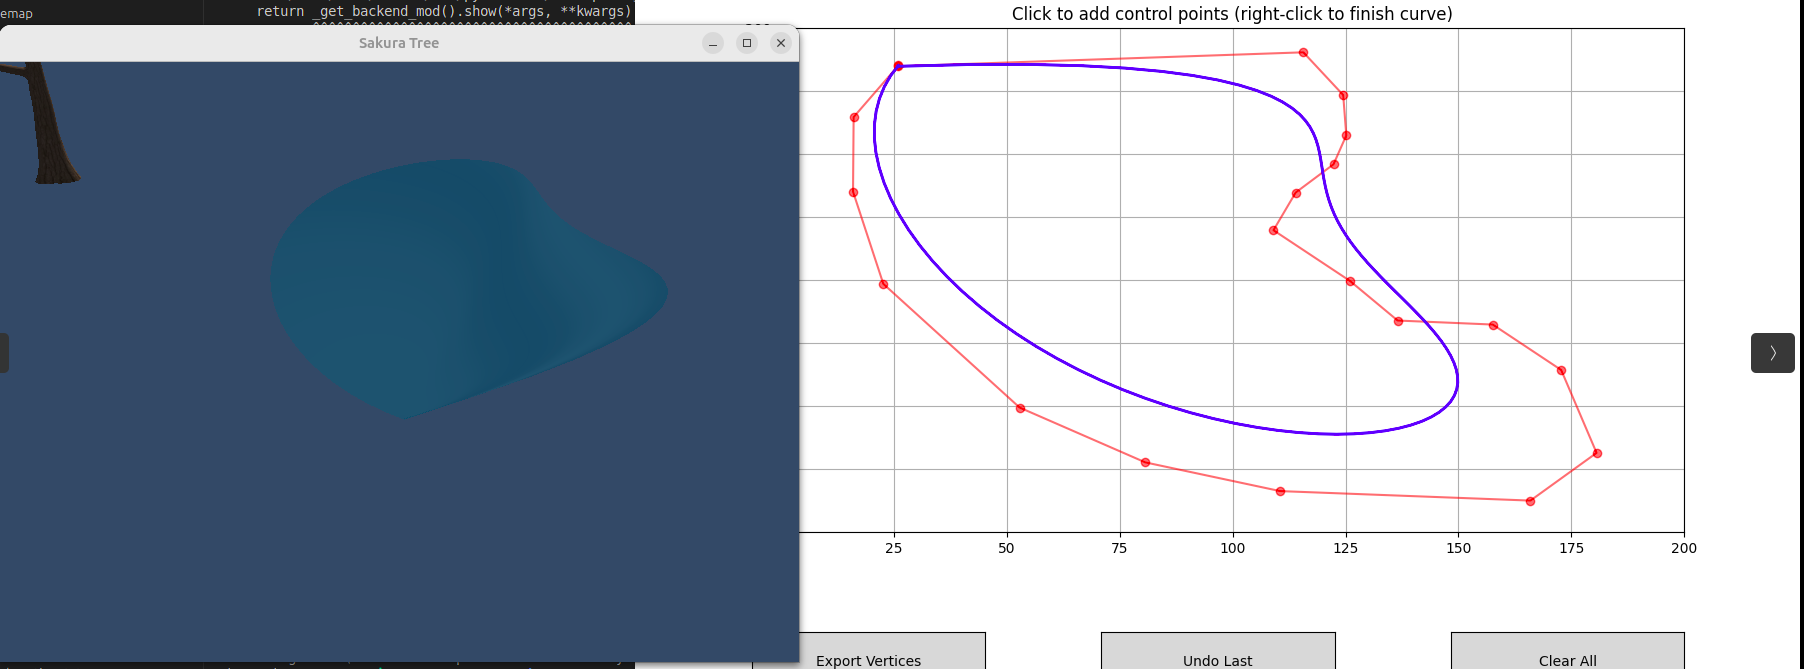 emap
return _get_backend_mod().show(*args, **kwargs)
Sakura Tree
Click to add control points (right-click to finish curve)
25 50 75 100 125 150 175 200
Export Vertices
Undo Last
Clear All